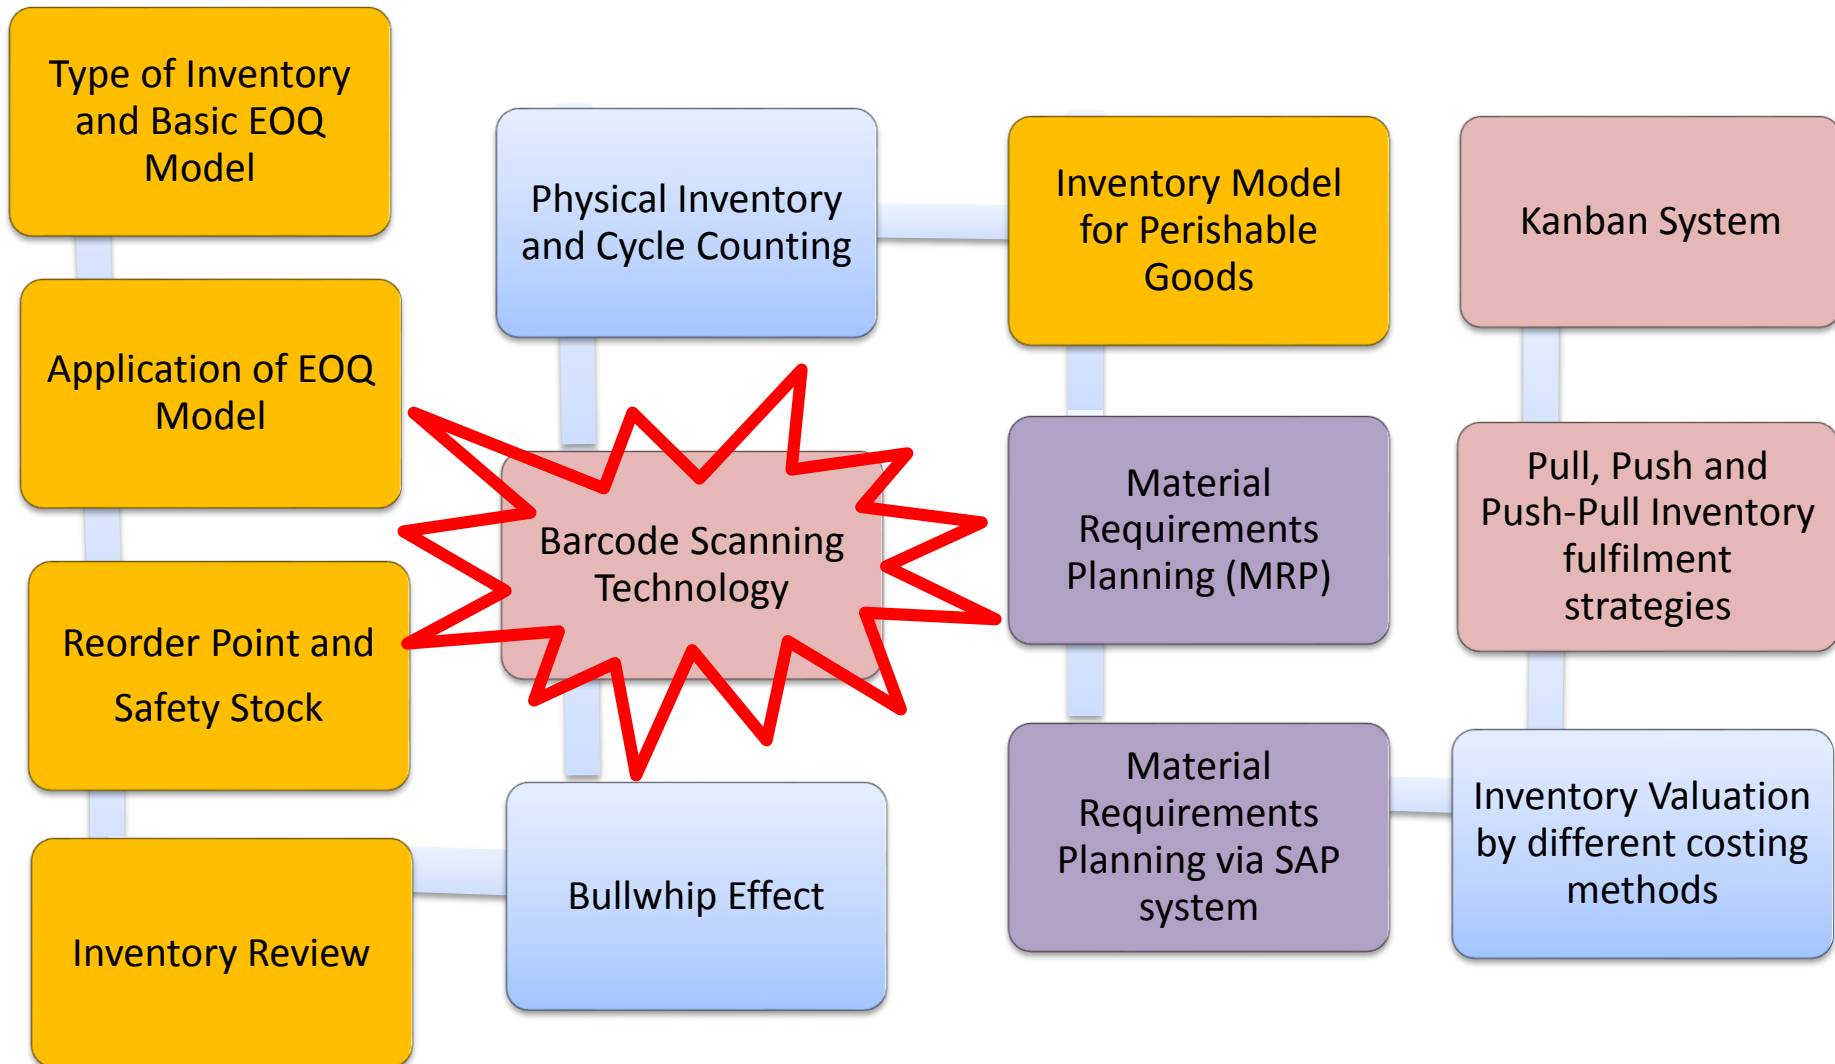 Type of Inventory
and Basic EOQ
Model
Application of EOQ
Model
Reorder Point and
Safety Stock
Inventory Review
Bullwhip Effect
Barcode Scanning
Technology
Physical Inventory
and Cycle Counting
Inventory Model
for Perishable
Goods
Material
Requirements
Planning (MRP)
Material
Requirements
Planning via SAP
system
Inventory Valuation
by different costing
methods
Pull, Push and
Push-Pull Inventory
fulfilment
strategies
Kanban System